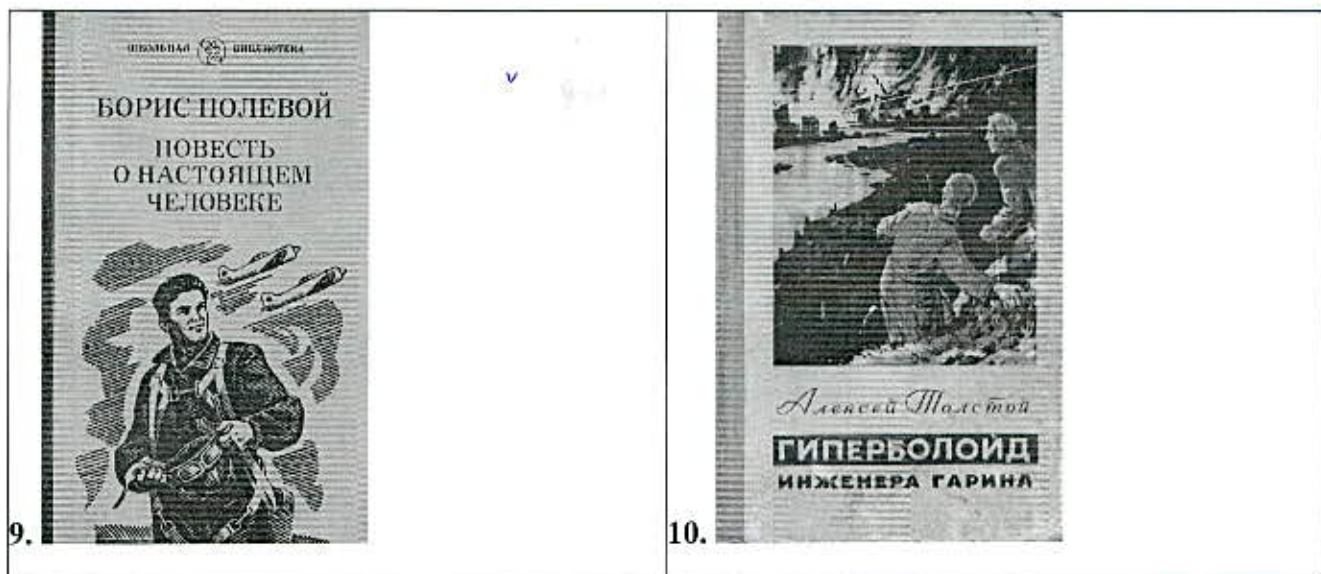 ШКОЛЬНАЯ БИБЛИОТЕКА
БОРИС ПОЛЕВОЙ
ПОВЕСТЬ
О НАСТОЯЩЕМ
ЧЕЛОВЕКЕ
9.
Алексей Толстой
ГИПЕРБОЛОИД
ИНЖЕНЕРА ГАРИНА
10.